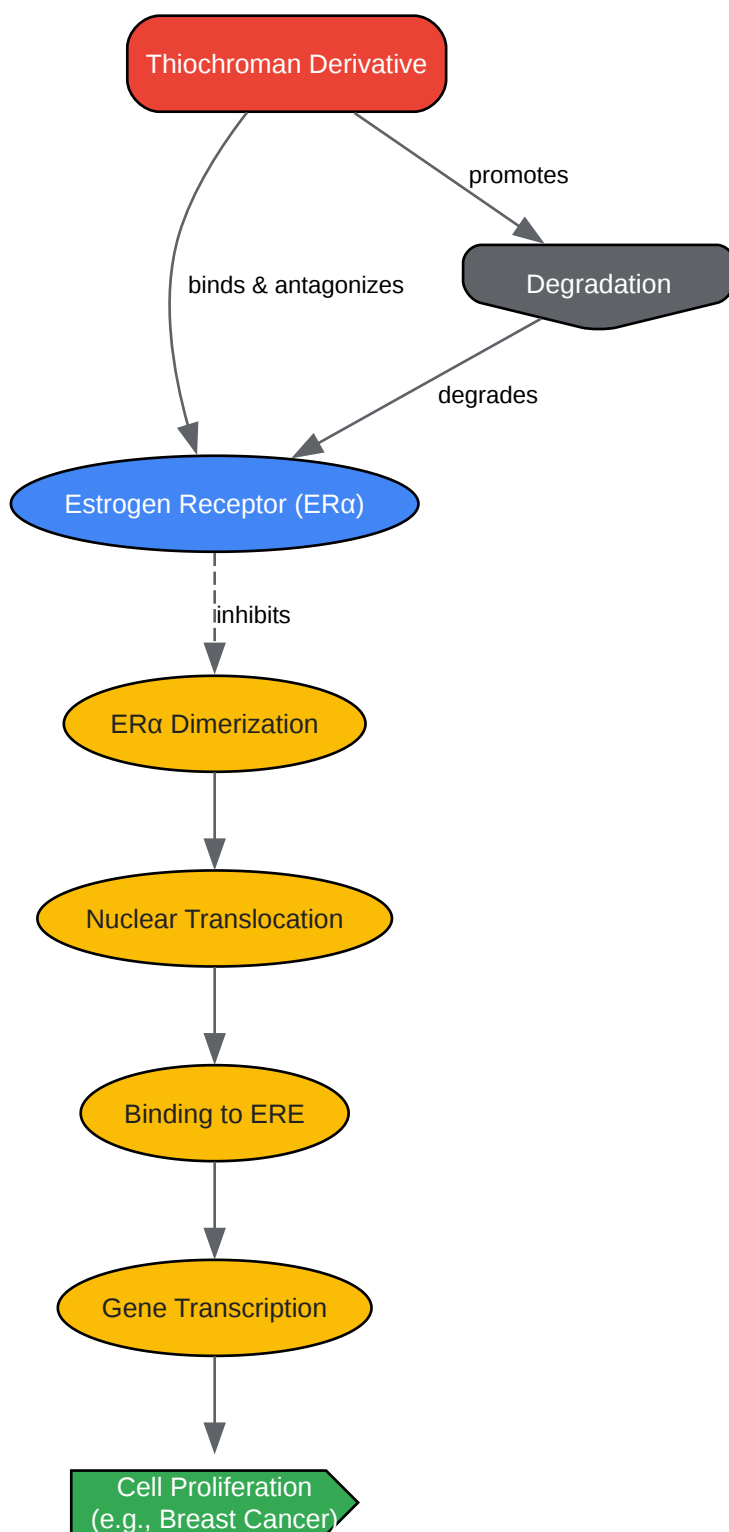 Thiochroman Derivative
promotes
binds & antagonizes
Degradation
degrades
Estrogen Receptor (ERα)
inhibits
ERα Dimerization
Nuclear Translocation
Binding to ERE
Gene Transcription
Cell Proliferation
(e.g., Breast Cancer)